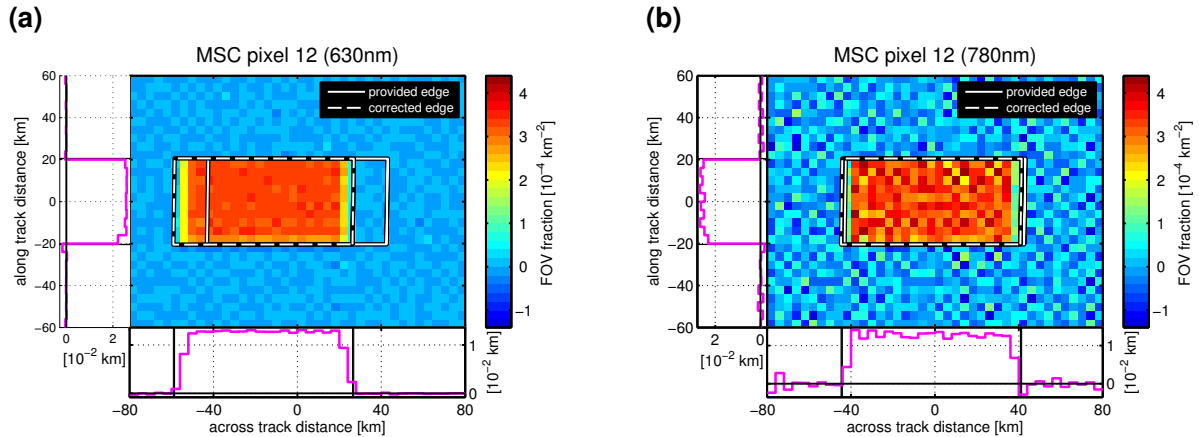 (a)
MSC pixel 12 (630nm)
provided edge
corrected edge
along track distance [km]
60
40
20
0
−20
−40
−60
0 2
[10⁻² km]
4
3
2
1
0
−1
FOV fraction [10⁻⁴ km⁻²]
1
0
[10⁻² km]
−80 −40 0 40 80
across track distance [km]
(b)
MSC pixel 12 (780nm)
provided edge
corrected edge
along track distance [km]
60
40
20
0
−20
−40
−60
2 0
[10⁻² km]
4
3
2
1
0
−1
FOV fraction [10⁻⁴ km⁻²]
1
0
[10⁻² km]
−80 −40 0 40 80
across track distance [km]